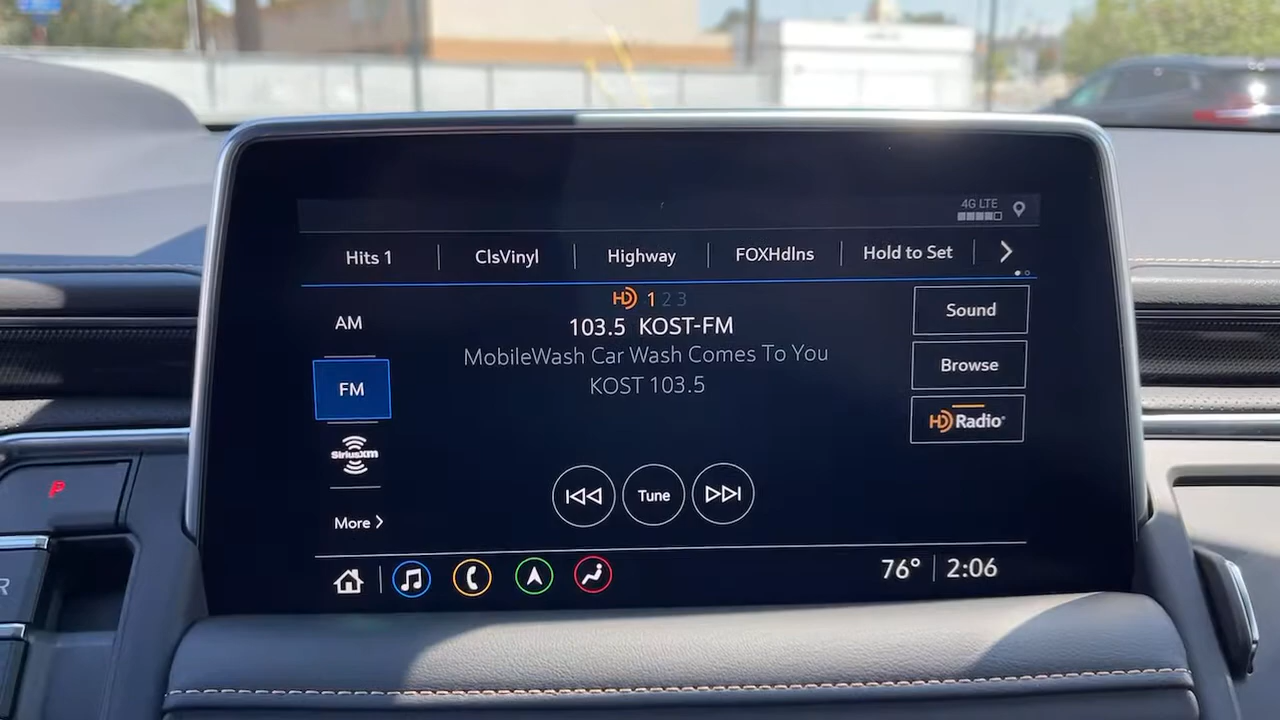 4G LTE
Hits 1
ClsVinyl
Highway
FOXHdlns
Hold to Set
HD 1 2 3
AM
103.5 KOST-FM
Sound
MobileWash Car Wash Comes To You
Browse
FM
KOST 103.5
HD Radio
SiriusXM
P
Tune
More
R
76°
2:06